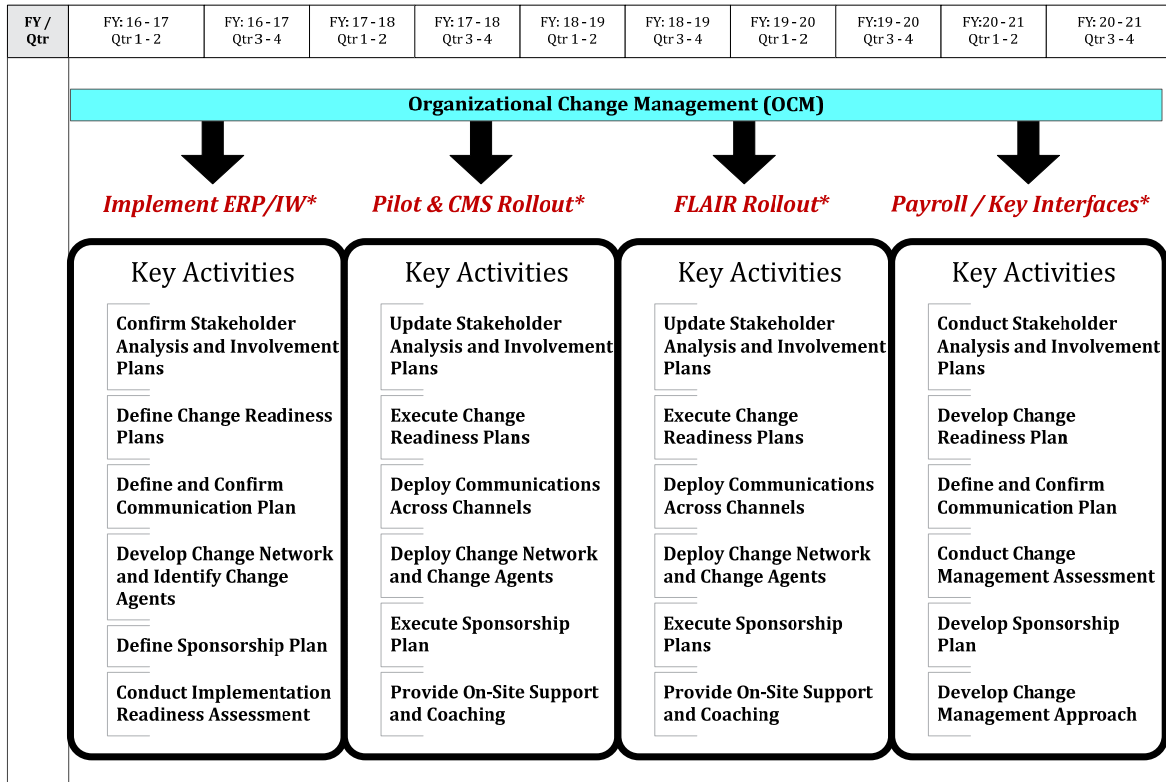 FY /
Qtr
FY: 16 - 17
Qtr 1 - 2
FY: 16 - 17
Qtr 3 - 4
FY: 17 - 18
Qtr 1 - 2
FY: 17 - 18
Qtr 3 - 4
FY: 18 - 19
Qtr 1 - 2
FY: 18 - 19
Qtr 3 - 4
FY: 19 - 20
Qtr 1 - 2
FY:19 - 20
Qtr 3 - 4
FY:20 - 21
Qtr 1 - 2
FY: 20 - 21
Qtr 3 - 4
Organizational Change Management (OCM)
Implement ERP/IW*
Pilot & CMS Rollout*
FLAIR Rollout*
Payroll / Key Interfaces*
Key Activities
Confirm Stakeholder
Analysis and Involvement
Plans
Define Change Readiness
Plans
Define and Confirm
Communication Plan
Develop Change Network
and Identify Change
Agents
Define Sponsorship Plan
Conduct Implementation
Readiness Assessment
Key Activities
Update Stakeholder
Analysis and Involvement
Plans
Execute Change
Readiness Plans
Deploy Communications
Across Channels
Deploy Change Network
and Change Agents
Execute Sponsorship
Plan
Provide On-Site Support
and Coaching
Key Activities
Update Stakeholder
Analysis and Involvement
Plans
Execute Change
Readiness Plans
Deploy Communications
Across Channels
Deploy Change Network
and Change Agents
Execute Sponsorship
Plans
Provide On-Site Support
and Coaching
Key Activities
Conduct Stakeholder
Analysis and Involvement
Plans
Develop Change
Readiness Plan
Define and Confirm
Communication Plan
Conduct Change
Management Assessment
Develop Sponsorship
Plan
Develop Change
Management Approach